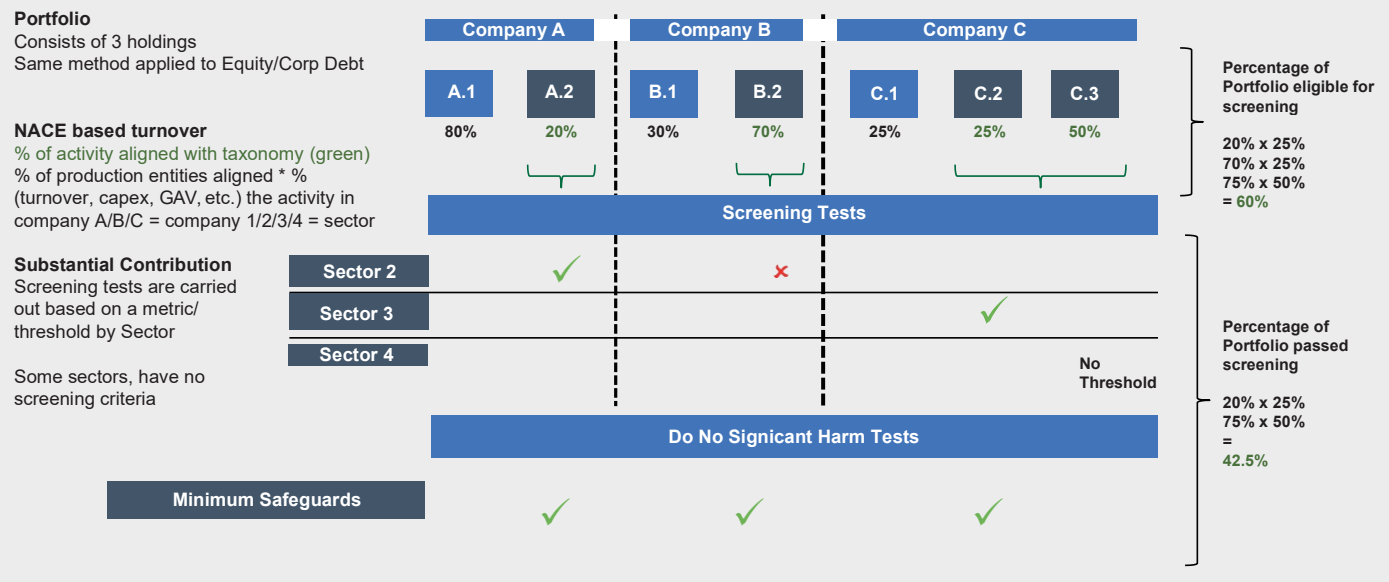 Portfolio
Consists of 3 holdings
Same method applied to Equity/Corp Debt
NACE based turnover
% of activity aligned with taxonomy (green)
% of production entities aligned * %
(turnover, capex, GAV, etc.) the activity in
company A/B/C = company 1/2/3/4 = sector
Substantial Contribution
Screening tests are carried
out based on a metric/
threshold by Sector
Some sectors, have no
screening criteria
Company A
Company B
Company C
A.1
A.2
B.1
B.2
C.1
C.2
C.3
80%
20%
30%
70%
25%
25%
50%
Screening Tests
Sector 2
Sector 3
Sector 4
No
Threshold
Do No Signicant Harm Tests
Minimum Safeguards
Percentage of
Portfolio eligible for
screening
20% x 25%
70% x 25%
75% x 50%
= 60%
Percentage of
Portfolio passed
screening
20% x 25%
75% x 50%
=
42.5%